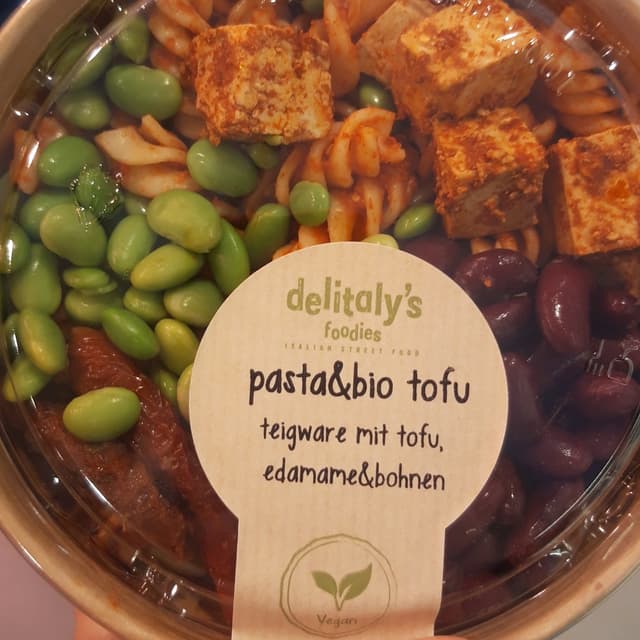 delitaly's
foodies
ITALIAN STREET FOOD
pasta&bio tofu
teigware mit tofu,
edamame&bohnen
Vegan